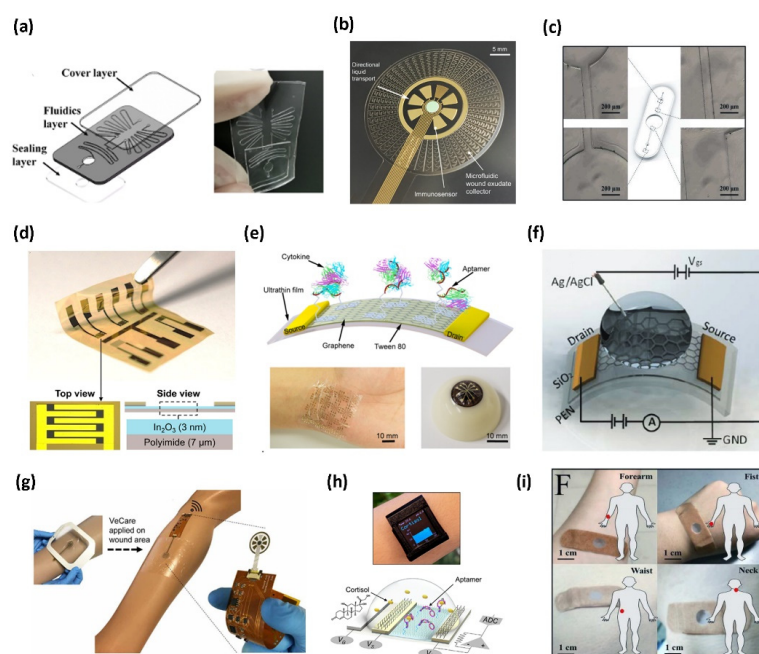 (a)
Cover layer
Fluidics
layer
Sealing
layer
(b)
5 mm
Directional
liquid
transport
Immunosensor
Microfluidic
wound exudate
collector
(c)
200 μm
200 μm
200 μm
200 μm
(d)
Top view
Side view
In2O3 (3 nm)
Polyimide (7 μm)
(e)
Cytokine
Aptamer
Ultrathin film
Source
Graphene
Tween 80
Drain
10 mm
10 mm
(f)
Vgs
Ag/AgCl
Drain
Source
SiO2
PEN
A
GND
(g)
VeCare
applied on
wound area
(h)
Cortisol
Cortisol
Aptamer
ADC
(i)
F
Forearm
Fist
1 cm
1 cm
Waist
Neck
1 cm
1 cm